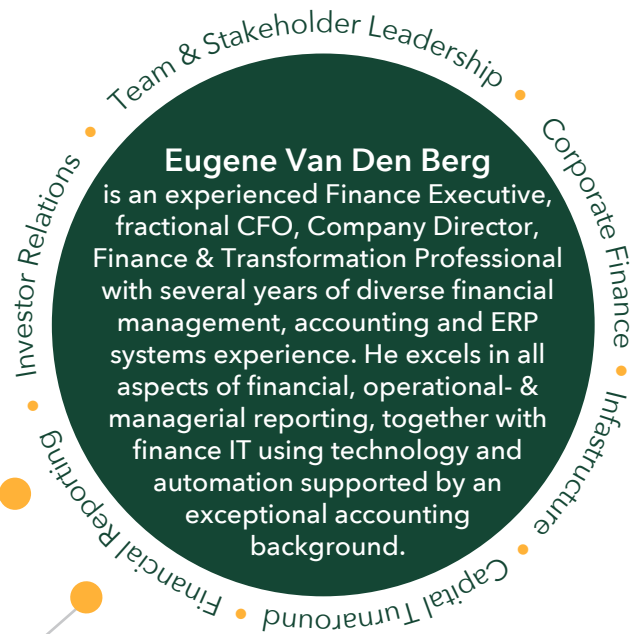 Team & Stakeholder Leadership
Corporate Finance
Infastructure
Capital Turnaround
Financial Reporting
Investor Relations
Eugene Van Den Berg
is an experienced Finance Executive,
fractional CFO, Company Director,
Finance & Transformation Professional
with several years of diverse financial
management, accounting and ERP
systems experience. He excels in all
aspects of financial, operational- &
managerial reporting, together with
finance IT using technology and
automation supported by an
exceptional accounting
background.